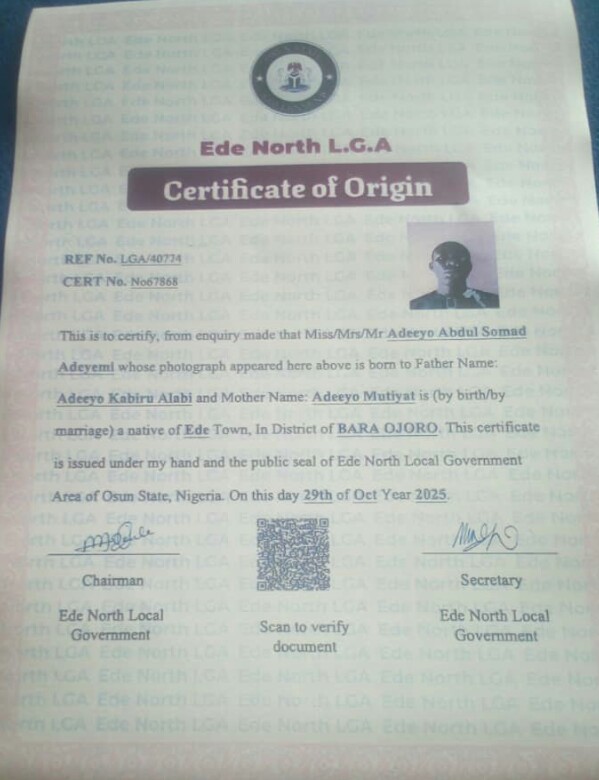 Ede North L.G.A
Certificate of Origin
REF No. LGA/40774
CERT No. No67868
This is to certify, from enquiry made that Miss/Mrs/Mr Adeeyo Abdul Somad
Adeyemi whose photograph appeared here above is born to Father Name:
Adeeyo Kabiru Alabi and Mother Name: Adeeyo Mutiyat is (by birth/by
marriage) a native of Ede Town, In District of BARA OJORO. This certificate
is issued under my hand and the public seal of Ede North Local Government
Area of Osun State, Nigeria. On this day 29th of Oct Year 2025.
Chairman
Ede North Local
Government
Scan to verify
document
Secretary
Ede North Local
Government